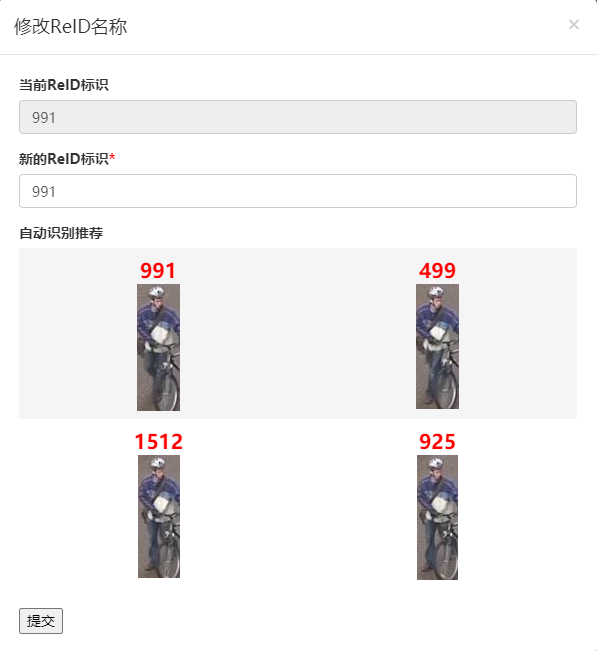 修改ReID名称
×
当前ReID标识
991
新的ReID标识*
991
自动识别推荐
991 499
1512 925
提交